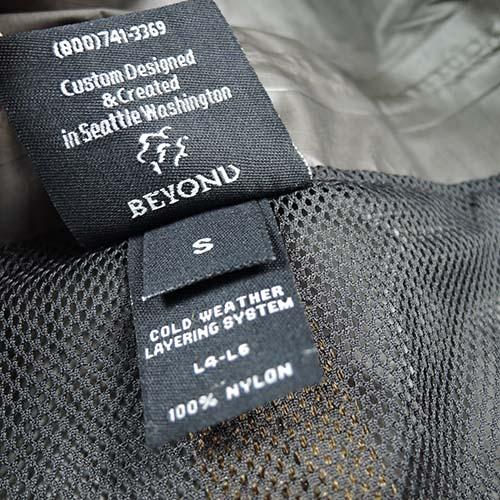 (800)741-3369
Custom Designed
& Created
in Seattle Washington
BEYOND
S
COLD WEATHER
LAYERING SYSTEM
L4-L6
100% NYLON